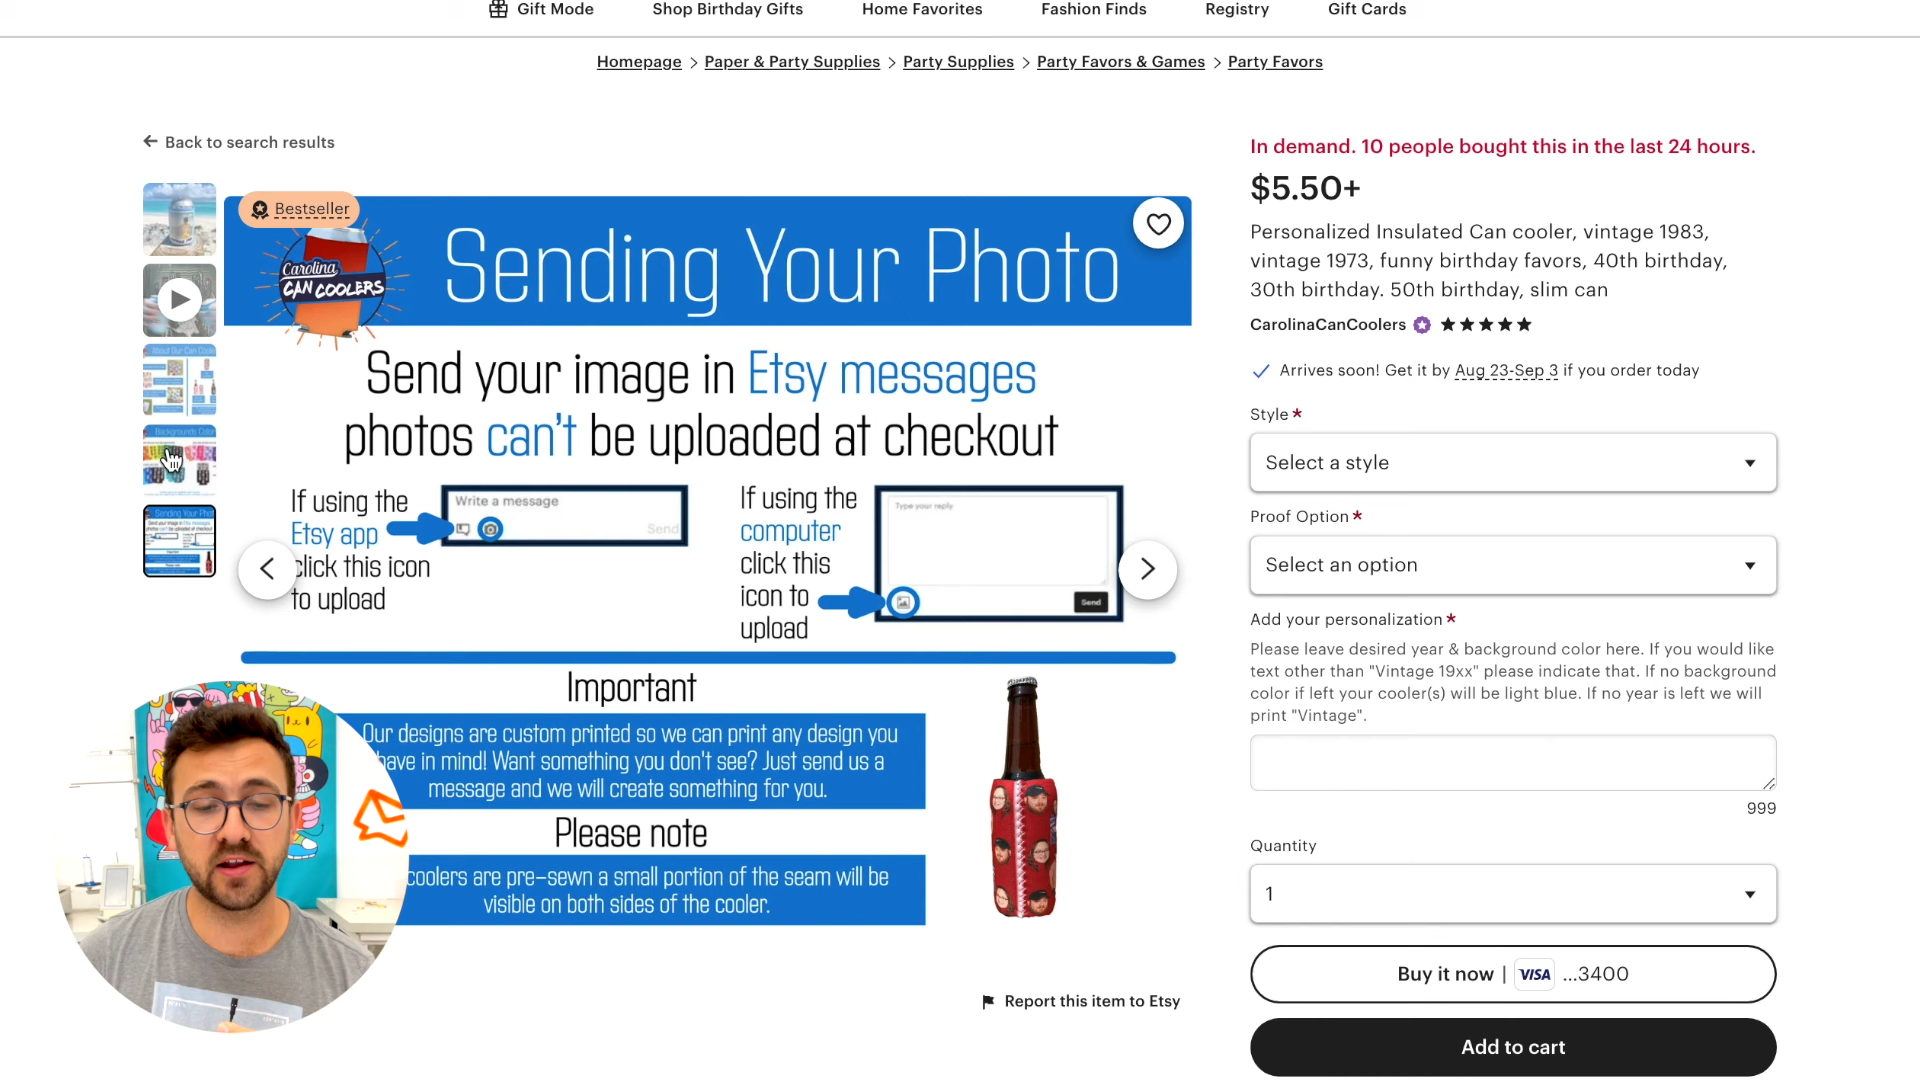 Gift Mode
Shop Birthday Gifts
Home Favorites
Fashion Finds
Registry
Gift Cards
Homepage > Paper & Party Supplies > Party Supplies > Party Favors & Games > Party Favors
Back to search results
Bestseller
Carolina
CAN COOLERS
Sending Your Photo
Send your image in Etsy messages
photos can't be uploaded at checkout
If using the
Etsy app
click this icon
to upload
Write a message
Send
If using the
computer
click this
icon to
upload
Type your reply
Send
Important
Our designs are custom printed so we can print any design you
have in mind! Want something you don't see? Just send us a
message and we will create something for you.
Please note
coolers are pre-sewn a small portion of the seam will be
visible on both sides of the cooler.
Report this item to Etsy
In demand. 10 people bought this in the last 24 hours.
$5.50+
Personalized Insulated Can cooler, vintage 1983,
vintage 1973, funny birthday favors, 40th birthday,
30th birthday. 50th birthday, slim can
CarolinaCanCoolers
Arrives soon! Get it by Aug 23-Sep 3 if you order today
Style *
Select a style
Proof Option *
Select an option
Add your personalization *
Please leave desired year & background color here. If you would like
text other than "Vintage 19xx" please indicate that. If no background
color if left your cooler(s) will be light blue. If no year is left we will
print "Vintage".
999
Quantity
1
Buy it now | VISA ...3400
Add to cart